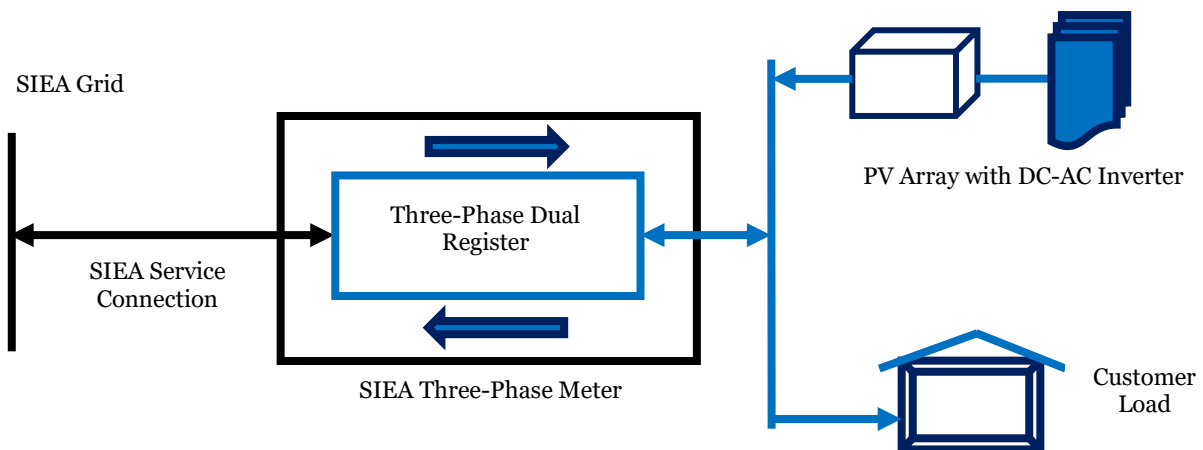 SIEA Grid
SIEA Service
Connection
Three-Phase Dual
Register
SIEA Three-Phase Meter
PV Array with DC-AC Inverter
Customer
Load